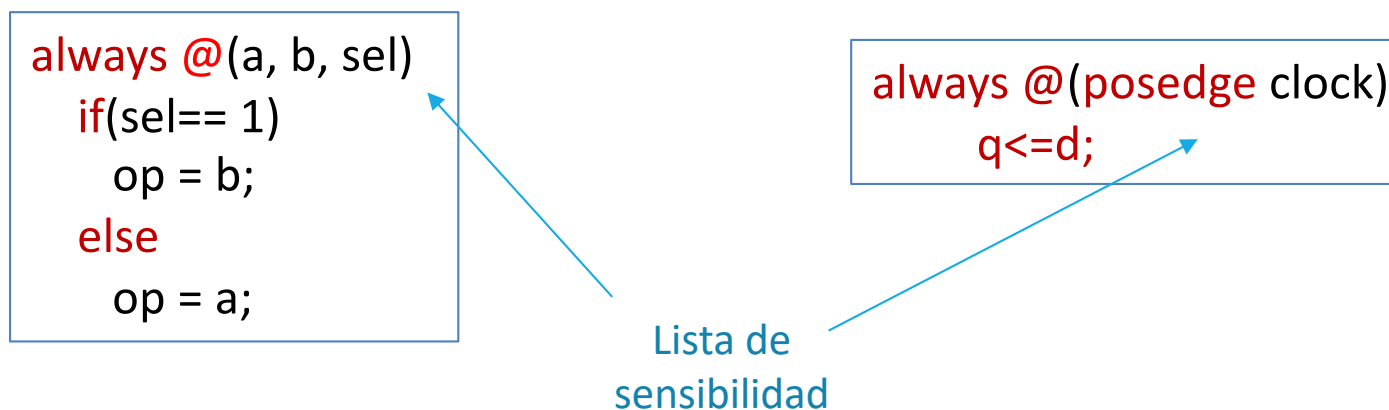 always @(a, b, sel)
if(sel== 1)
op = b;
else
op = a;
always @(posedge clock)
q<=d;
Lista de
sensibilidad